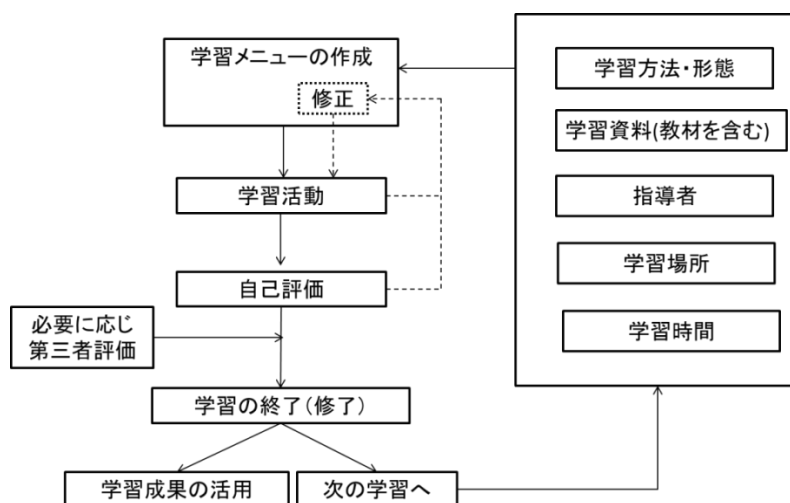 学習メニューの作成
修正
学習活動
自己評価
必要に応じ
第三者評価
学習の終了(修了)
学習成果の活用
次の学習へ
学習方法・形態
学習資料(教材を含む)
指導者
学習場所
学習時間